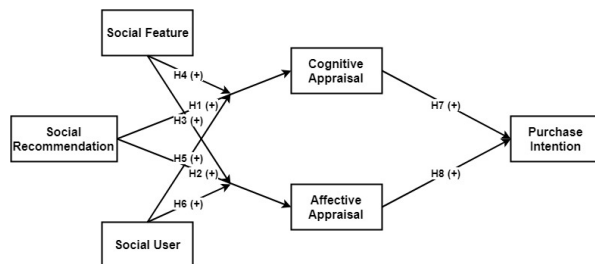 Social Feature
H4 (+)
Cognitive
Appraisal
H1 (+)
H3 (+)
H7 (+)
Social
Recommendation
Purchase
Intention
H5 (+)
H2 (+)
H8 (+)
H6 (+)
Affective
Appraisal
Social User